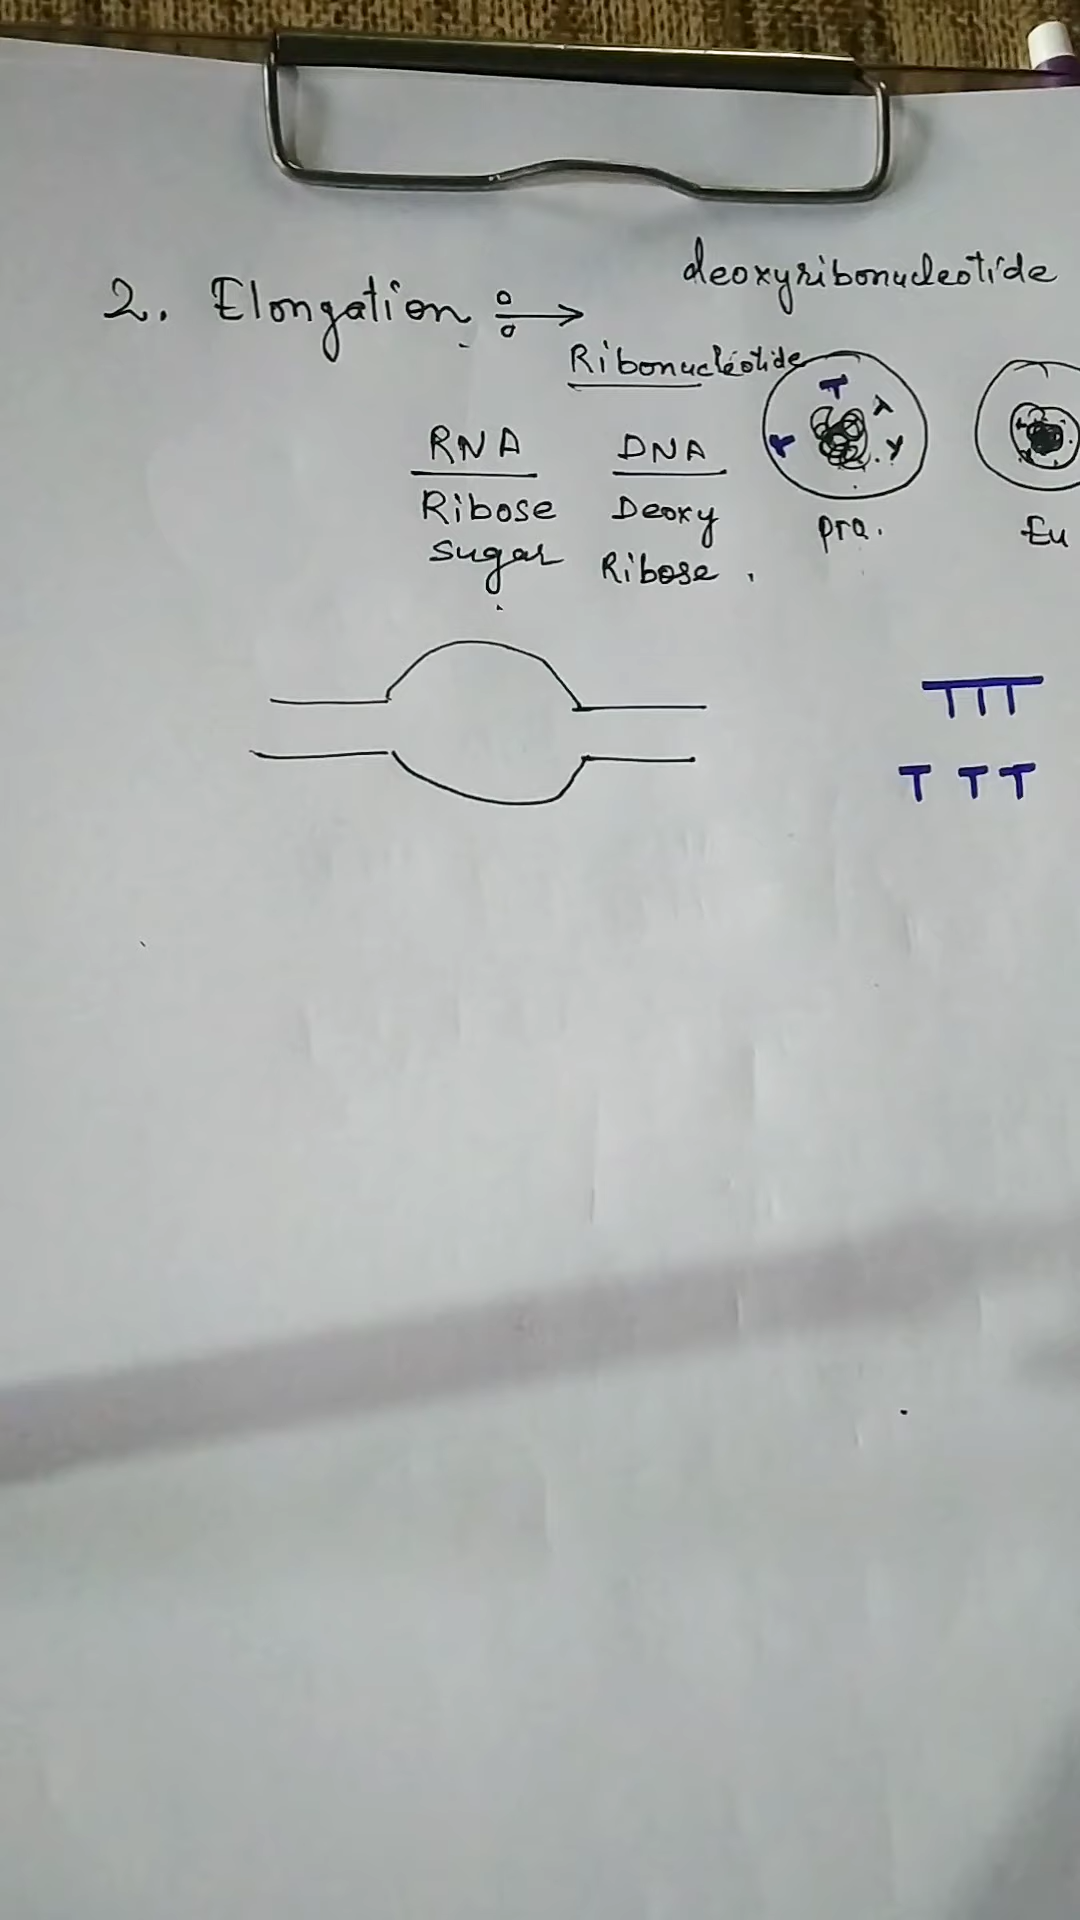 deoxyribonucleotide
2. Elongation :→
Ribonucleotide
RNA DNA
Ribose Deoxy
sugar Ribose.
pro. Eu